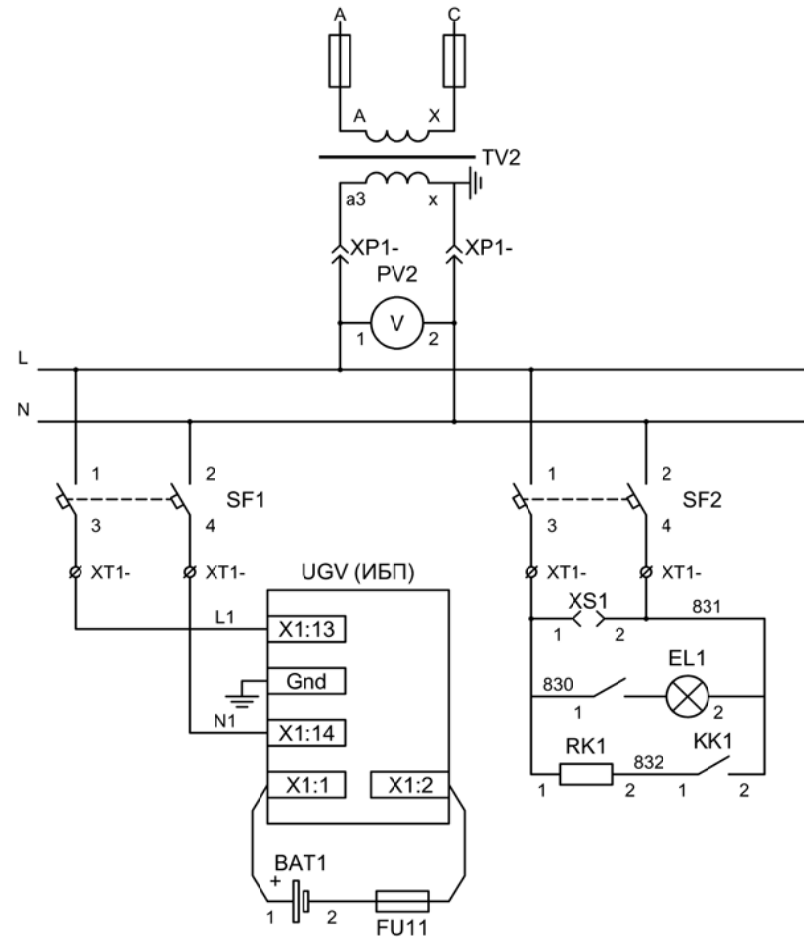 A C
A X
TV2
a3 x
XP1- XP1-
PV2
V
1 2
L
N
1 2 1 2
SF1 SF2
3 4 3 4
XT1- XT1- XT1- XT1-
UGV (ИБП)
XS1
831
1 2
L1
X1:13
EL1
Gnd
830
1 2
N1
X1:14
RK1 832 KK1
X1:1 X1:2
1 2 1 2
BAT1
+
1 2
FU11